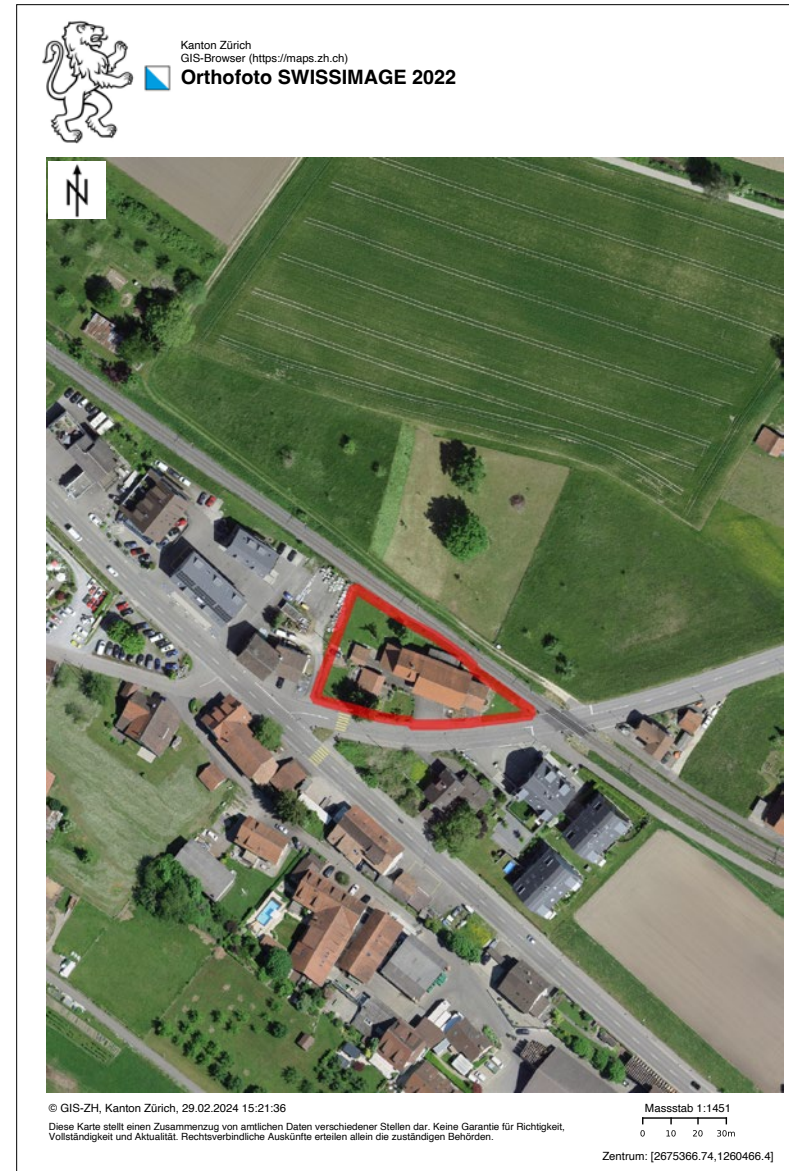 Kanton Zürich
GIS-Browser (https://maps.zh.ch)
Orthofoto SWISSIMAGE 2022
N
© GIS-ZH, Kanton Zürich, 29.02.2024 15:21:36
Diese Karte stellt einen Zusammenzug von amtlichen Daten verschiedener Stellen dar. Keine Garantie für Richtigkeit,
Vollständigkeit und Aktualität. Rechtsverbindliche Auskünfte erteilen allein die zuständigen Behörden.
Massstab 1:1451
0 10 20 30m
Zentrum: [2675366.74,1260466.4]